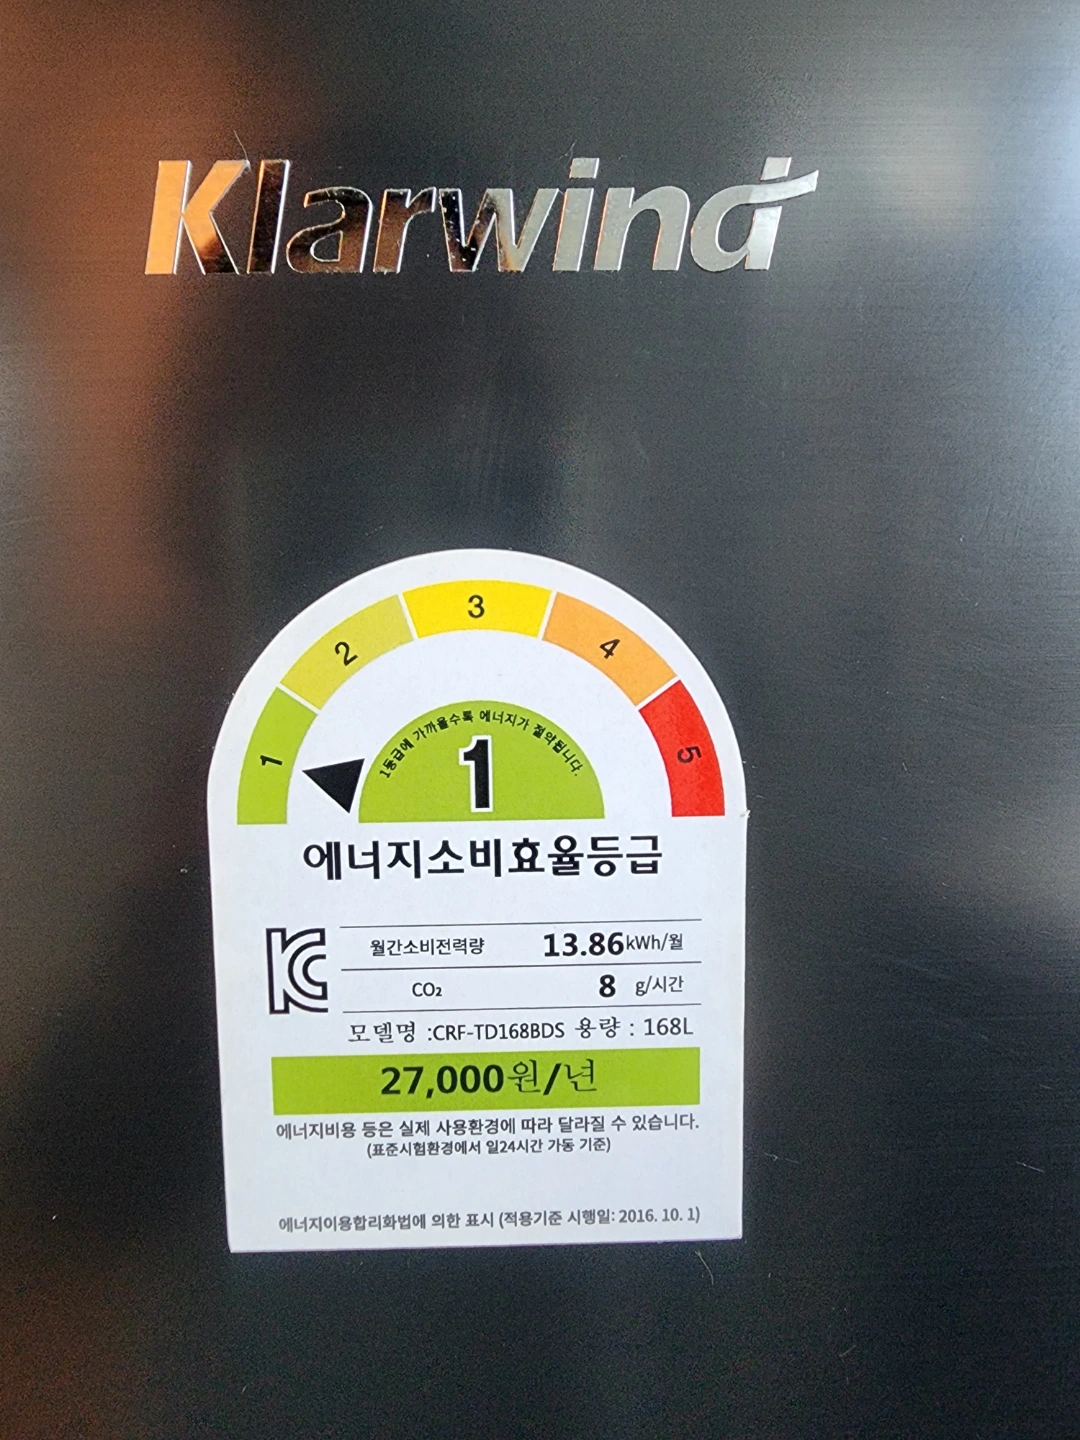 Klarwind
1 2 3 4 5
1등급에 가까울수록 에너지가 절약됩니다.
1
에너지소비효율등급
월간소비전력량 13.86kWh/월
CO₂ 8 g/시간
모델명 :CRF-TD168BDS 용량 : 168L
27,000원/년
에너지비용 등은 실제 사용환경에 따라 달라질 수 있습니다.
(표준시험환경에서 일24시간 가동 기준)
에너지이용합리화법에 의한 표시 (적용기준 시행일: 2016. 10. 1)